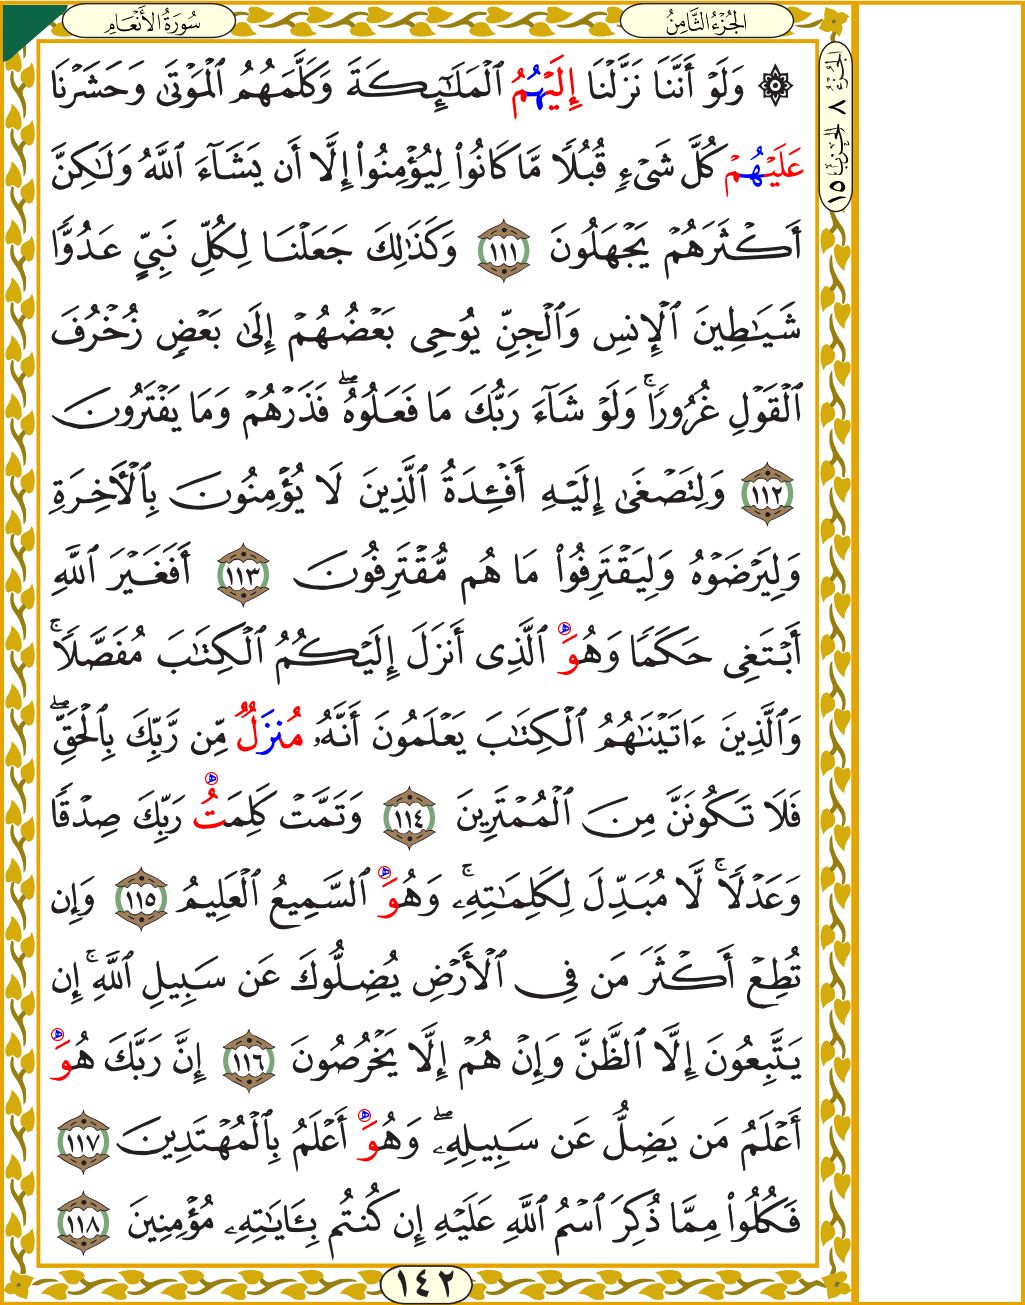 سُورَةُ الأَنْعَامِ
الجُزْءُ الثَّامِنُ
الجُزْءُ ٨ الحِزْبُ ١٥
۞ وَلَوْ أَنَّنَا نَزَّلْنَا إِلَيْهُمُ ٱلْمَلَـٰٓئِكَةَ وَكَلَّمَهُمُ ٱلْمَوْتَىٰ وَحَشَرْنَا
عَلَيْهُمْ كُلَّ شَىْءٍ قُبُلًا مَّا كَانُوا۟ لِيُؤْمِنُوٓا۟ إِلَّآ أَن يَشَآءَ ٱللَّهُ وَلَـٰكِنَّ
أَكْثَرَهُمْ يَجْهَلُونَ ١١١ وَكَذَٰلِكَ جَعَلْنَا لِكُلِّ نَبِىٍّ عَدُوًّا
شَيَـٰطِينَ ٱلْإِنسِ وَٱلْجِنِّ يُوحِى بَعْضُهُمْ إِلَىٰ بَعْضٍ زُخْرُفَ
ٱلْقَوْلِ غُرُورًا ۚ وَلَوْ شَآءَ رَبُّكَ مَا فَعَلُوهُ ۖ فَذَرْهُمْ وَمَا يَفْتَرُونَ
١١٢ وَلِتَصْغَىٰٓ إِلَيْهِ أَفْـِٔدَةُ ٱلَّذِينَ لَا يُؤْمِنُونَ بِٱلْـَٔاخِرَةِ
وَلِيَرْضَوْهُ وَلِيَقْتَرِفُوا۟ مَا هُم مُّقْتَرِفُونَ ١١٣ أَفَغَيْرَ ٱللَّهِ
أَبْتَغِى حَكَمًا وَهُوَ ٱلَّذِىٓ أَنزَلَ إِلَيْكُمُ ٱلْكِتَـٰبَ مُفَصَّلًا ۚ
وَٱلَّذِينَ ءَاتَيْنَـٰهُمُ ٱلْكِتَـٰبَ يَعْلَمُونَ أَنَّهُۥ مُنزَلٌ مِّن رَّبِّكَ بِٱلْحَقِّ ۖ
فَلَا تَكُونَنَّ مِنَ ٱلْمُمْتَرِينَ ١١٤ وَتَمَّتْ كَلِمَتُ رَبِّكَ صِدْقًا
وَعَدْلًا ۚ لَّا مُبَدِّلَ لِكَلِمَـٰتِهِۦ ۚ وَهُوَ ٱلسَّمِيعُ ٱلْعَلِيمُ ١١٥ وَإِن
تُطِعْ أَكْثَرَ مَن فِى ٱلْأَرْضِ يُضِلُّوكَ عَن سَبِيلِ ٱللَّهِ ۚ إِن
يَتَّبِعُونَ إِلَّا ٱلظَّنَّ وَإِنْ هُمْ إِلَّا يَخْرُصُونَ ١١٦ إِنَّ رَبَّكَ هُوَ
أَعْلَمُ مَن يَضِلُّ عَن سَبِيلِهِۦ ۖ وَهُوَ أَعْلَمُ بِٱلْمُهْتَدِينَ ١١٧
فَكُلُوا۟ مِمَّا ذُكِرَ ٱسْمُ ٱللَّهِ عَلَيْهِ إِن كُنتُم بِـَٔايَـٰتِهِۦ مُؤْمِنِينَ ١١٨
١٤٢